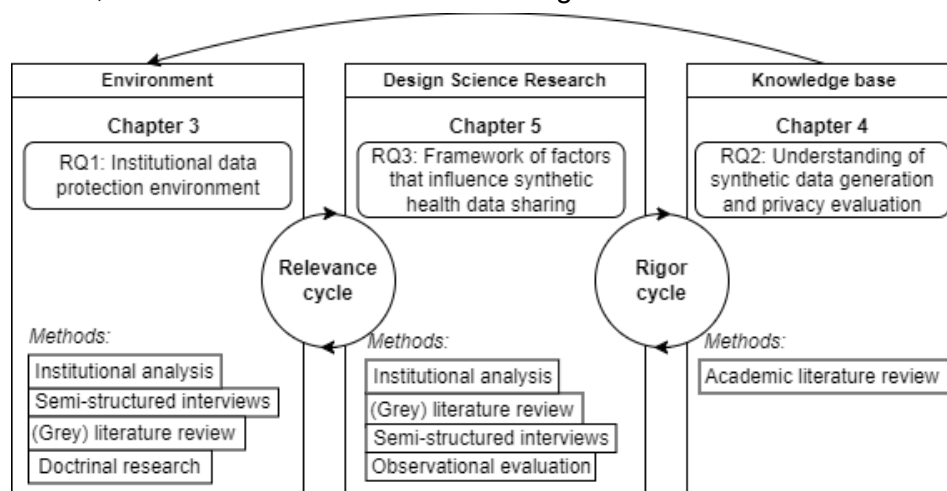 Environment
Chapter 3
RQ1: Institutional data
protection environment
Methods:
Institutional analysis
Semi-structured interviews
(Grey) literature review
Doctrinal research
Relevance
cycle
Design Science Research
Chapter 5
RQ3: Framework of factors
that influence synthetic
health data sharing
Methods:
Institutional analysis
(Grey) literature review
Semi-structured interviews
Observational evaluation
Rigor
cycle
Knowledge base
Chapter 4
RQ2: Understanding of
synthetic data generation
and privacy evaluation
Methods:
Academic literature review